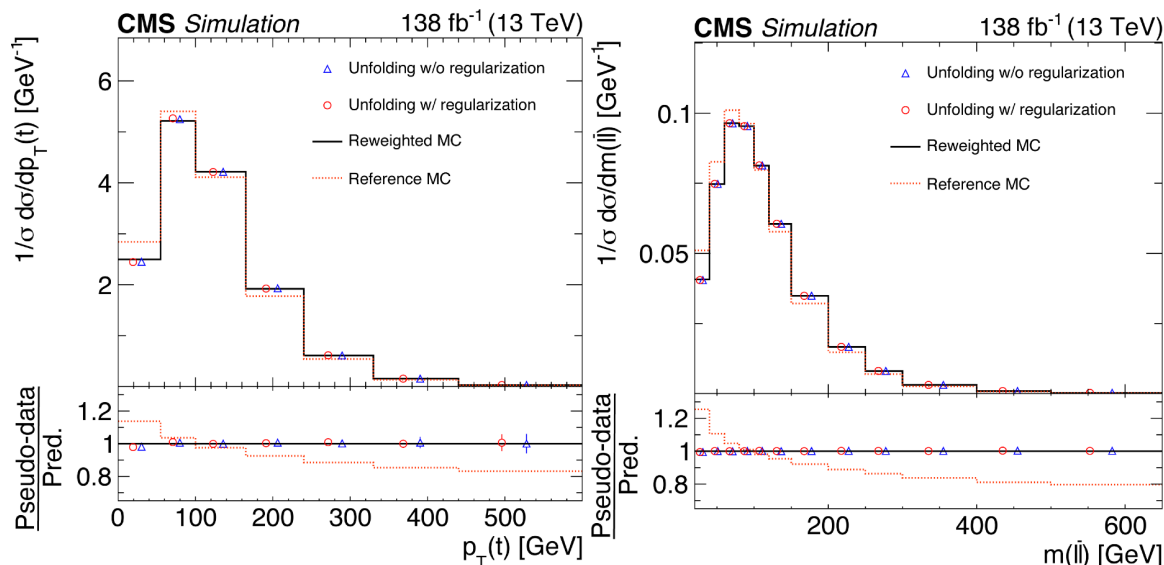 CMS Simulation 138 fb⁻¹ (13 TeV)
1/σ dσ/dp_T(t) [GeV⁻¹]
6
4
2
Unfolding w/o regularization
Unfolding w/ regularization
Reweighted MC
Reference MC
Pseudo-data
Pred.
1.2
1
0.8
0 100 200 300 400 500
p_T(t) [GeV]
CMS Simulation 138 fb⁻¹ (13 TeV)
1/σ dσ/dm(ll̄) [GeV⁻¹]
0.1
0.05
Unfolding w/o regularization
Unfolding w/ regularization
Reweighted MC
Reference MC
Pseudo-data
Pred.
1.2
1
0.8
200 400 600
m(ll̄) [GeV]